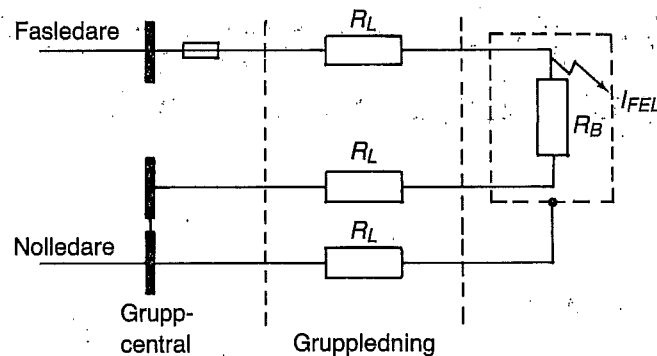 Fasledare
R_L
I_FEL
R_B
R_L
Nolledare
R_L
Grupp-
central
Gruppledning